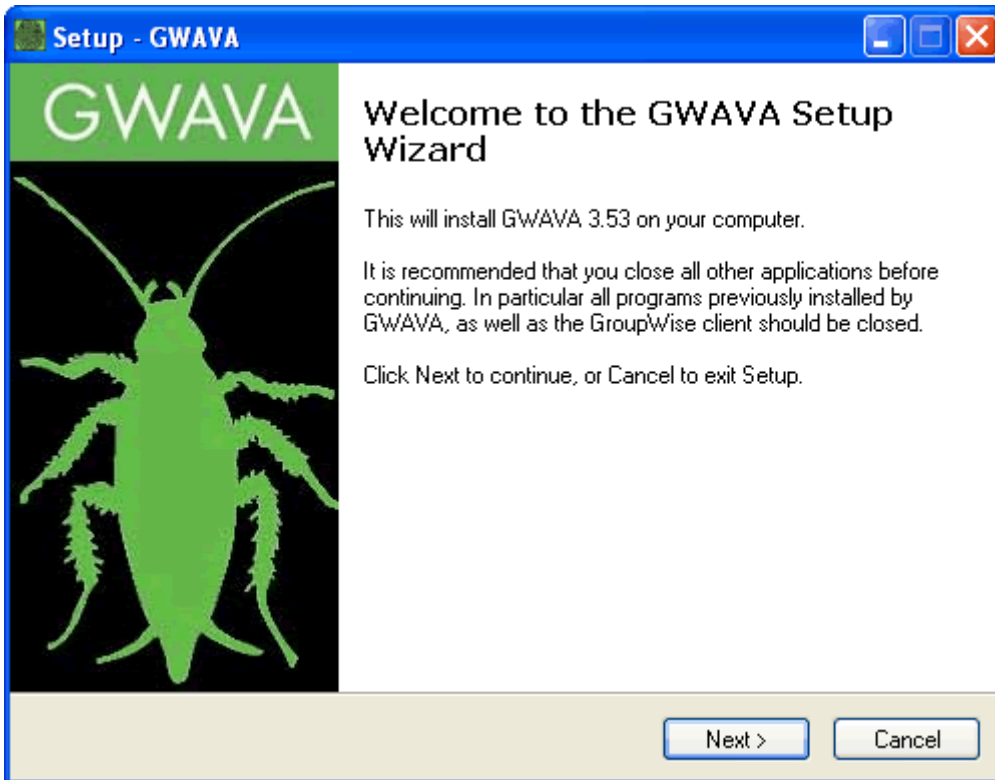 Setup - GWAVA
GWAVA
Welcome to the GWAVA Setup
Wizard
This will install GWAVA 3.53 on your computer.
It is recommended that you close all other applications before
continuing. In particular all programs previously installed by
GWAVA, as well as the GroupWise client should be closed.
Click Next to continue, or Cancel to exit Setup.
Next >
Cancel